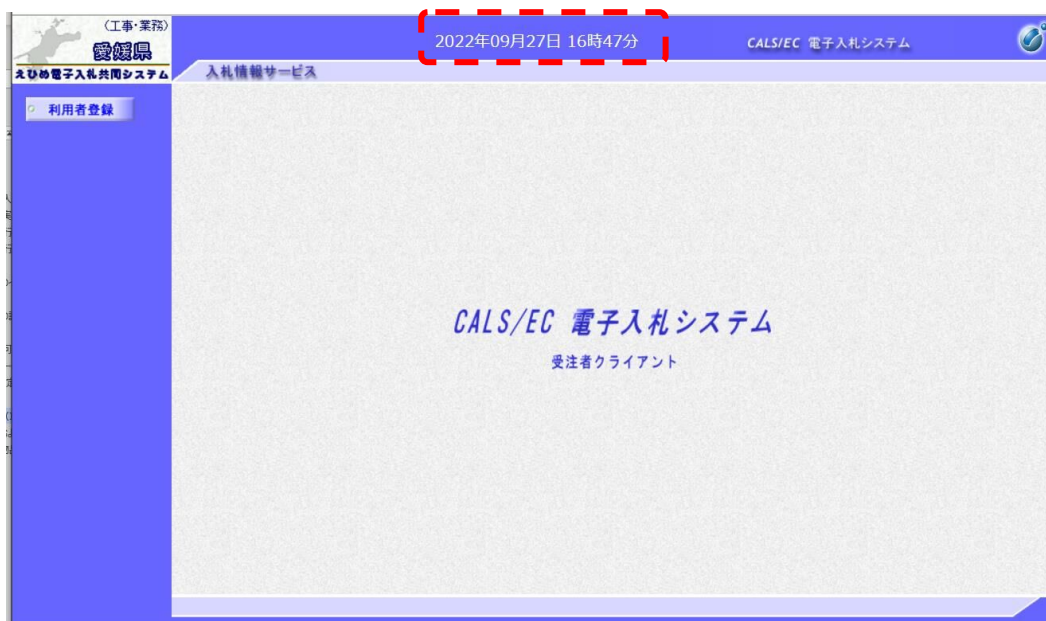 （工事・業務）
愛媛県
えひめ電子入札共同システム
2022年09月27日 16時47分
CALS/EC 電子入札システム
入札情報サービス
利用者登録
CALS/EC 電子入札システム
受注者クライアント